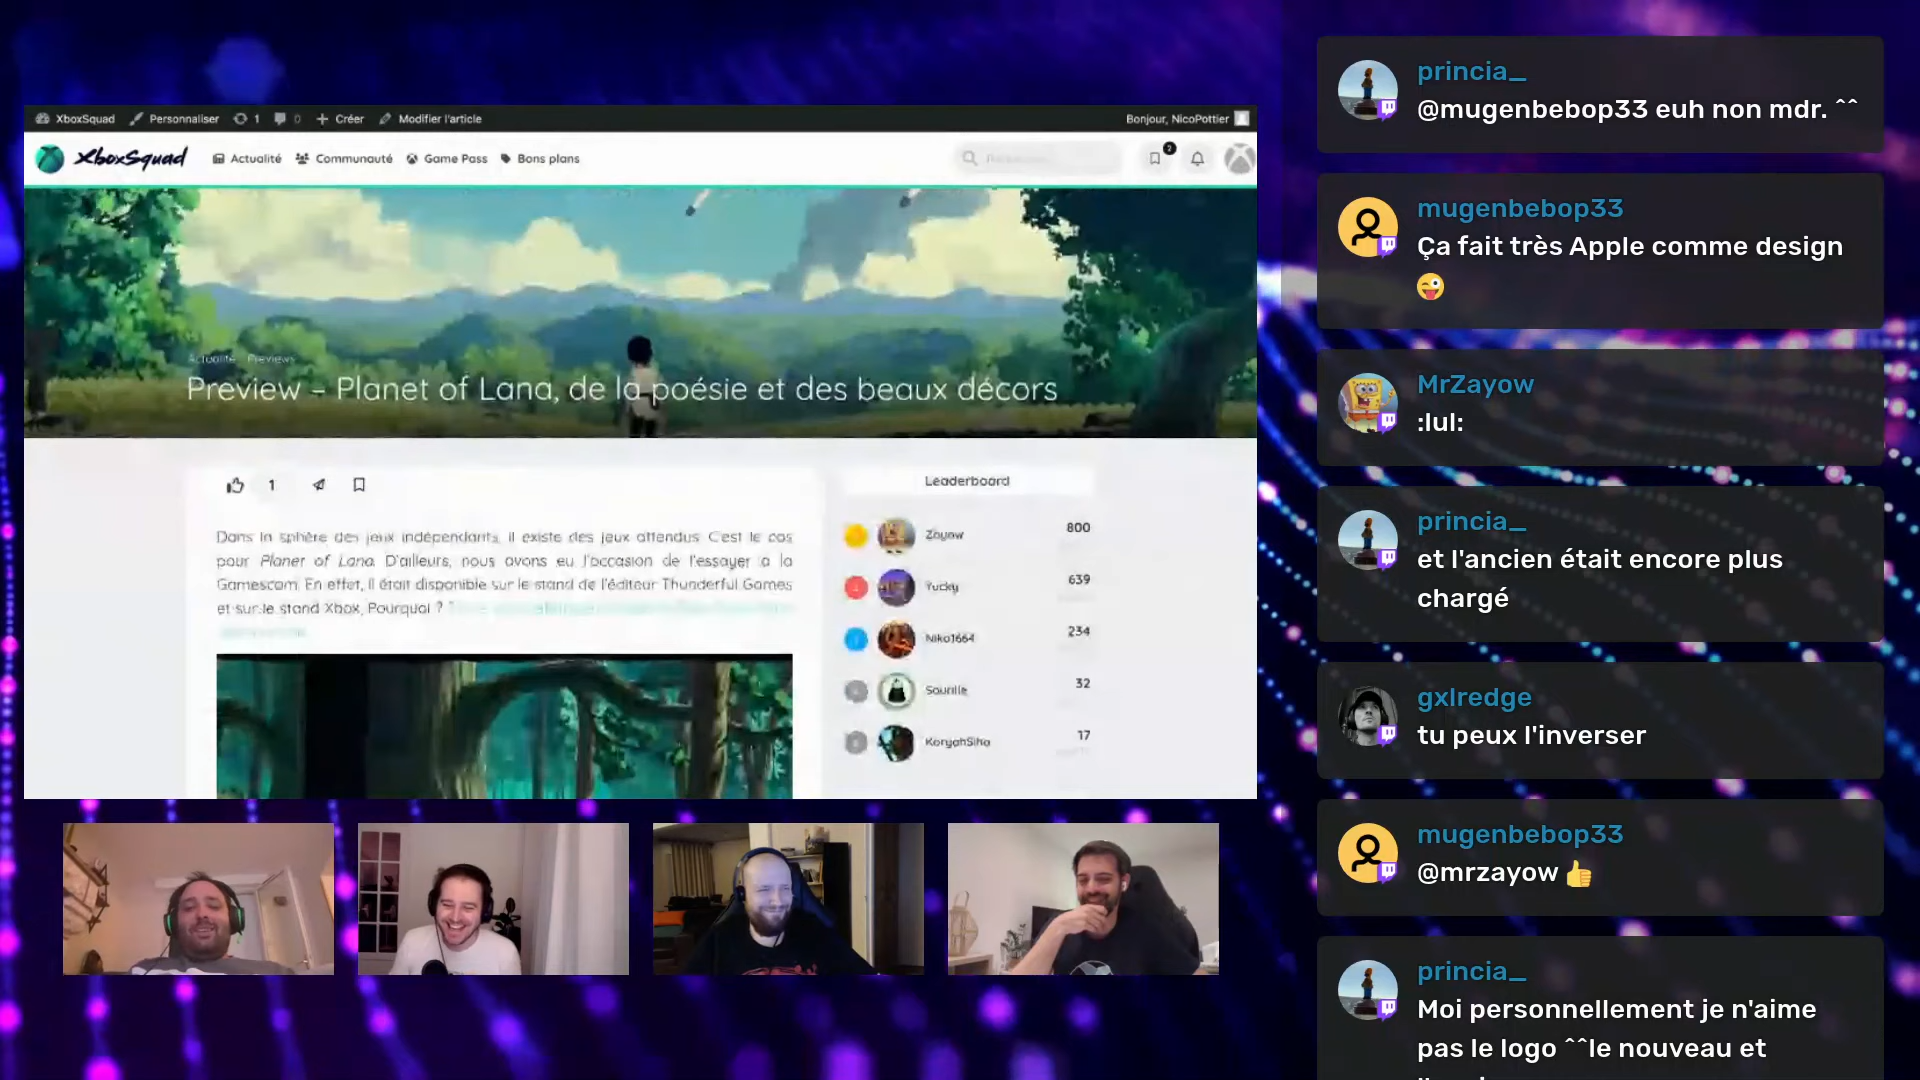 XboxSquad
Personnaliser
1
0
Créer
Modifier l'article
Bonjour, NicoPottier
XboxSquad
Actualité
Communauté
Game Pass
Bons plans
2
Actualité Previews
Preview – Planet of Lana, de la poésie et des beaux décors
1
Dans la sphère des jeux indépendants, il existe des jeux attendus. C'est le cas
pour Planet of Lana. D'ailleurs, nous avons eu l'occasion de l'essayer a la
Gamescom. En effet, il était disponible sur le stand de l'éditeur Thunderful Games
et sur le stand Xbox, Pourquoi ?
Leaderboard
Zayow
800
Yucky
639
Niko1664
234
Sourille
32
KoryahSiho
17
princia_
@mugenbebop33 euh non mdr. ^^
mugenbebop33
Ça fait très Apple comme design
😜
MrZayow
:lul:
princia_
et l'ancien était encore plus
chargé
gxlredge
tu peux l'inverser
mugenbebop33
@mrzayow 👍
princia_
Moi personnellement je n'aime
pas le logo ^^le nouveau et